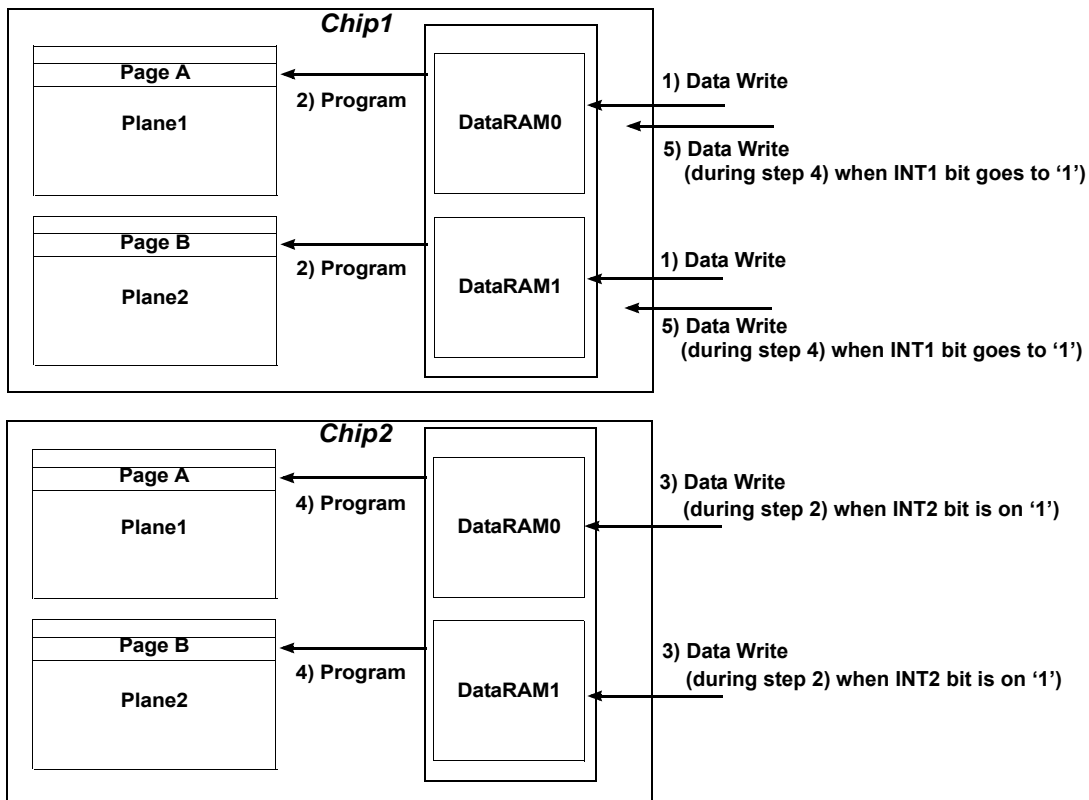 Chip1
Page A
2) Program
Plane1
DataRAM0
1) Data Write
5) Data Write
(during step 4) when INT1 bit goes to ‘1’)
Page B
2) Program
Plane2
DataRAM1
1) Data Write
5) Data Write
(during step 4) when INT1 bit goes to ‘1’)
Chip2
Page A
4) Program
Plane1
DataRAM0
3) Data Write
(during step 2) when INT2 bit is on ‘1’)
Page B
4) Program
Plane2
DataRAM1
3) Data Write
(during step 2) when INT2 bit is on ‘1’)